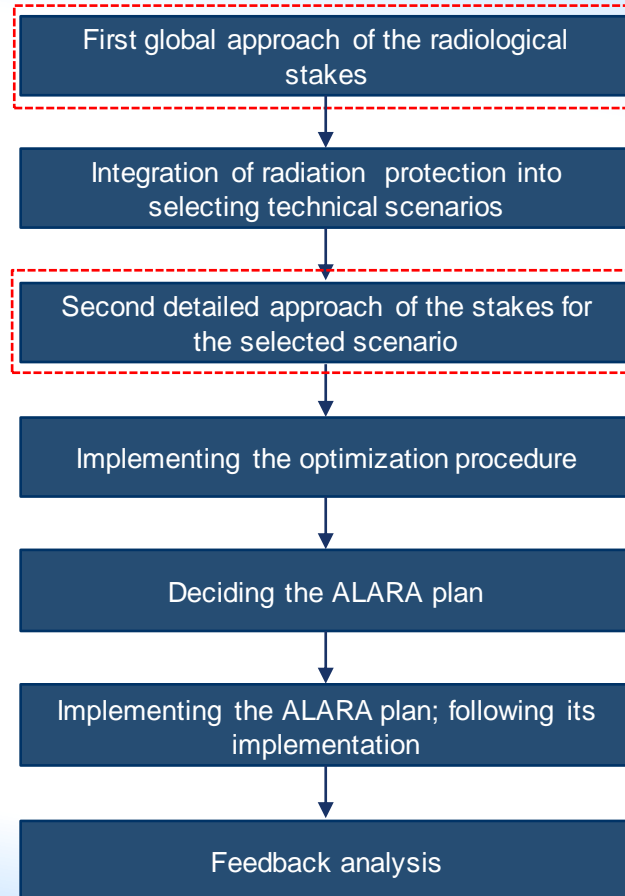 First global approach of the radiological
stakes
Integration of radiation protection into
selecting technical scenarios
Second detailed approach of the stakes for
the selected scenario
Implementing the optimization procedure
Deciding the ALARA plan
Implementing the ALARA plan; following its
implementation
Feedback analysis